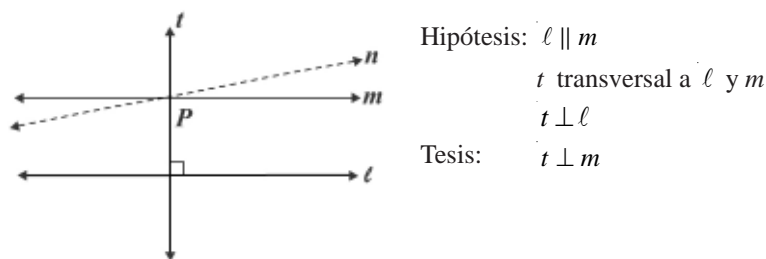 t
n
m
P
ℓ
Hipótesis: ℓ || m
t transversal a ℓ y m
t ⊥ ℓ
Tesis: t ⊥ m